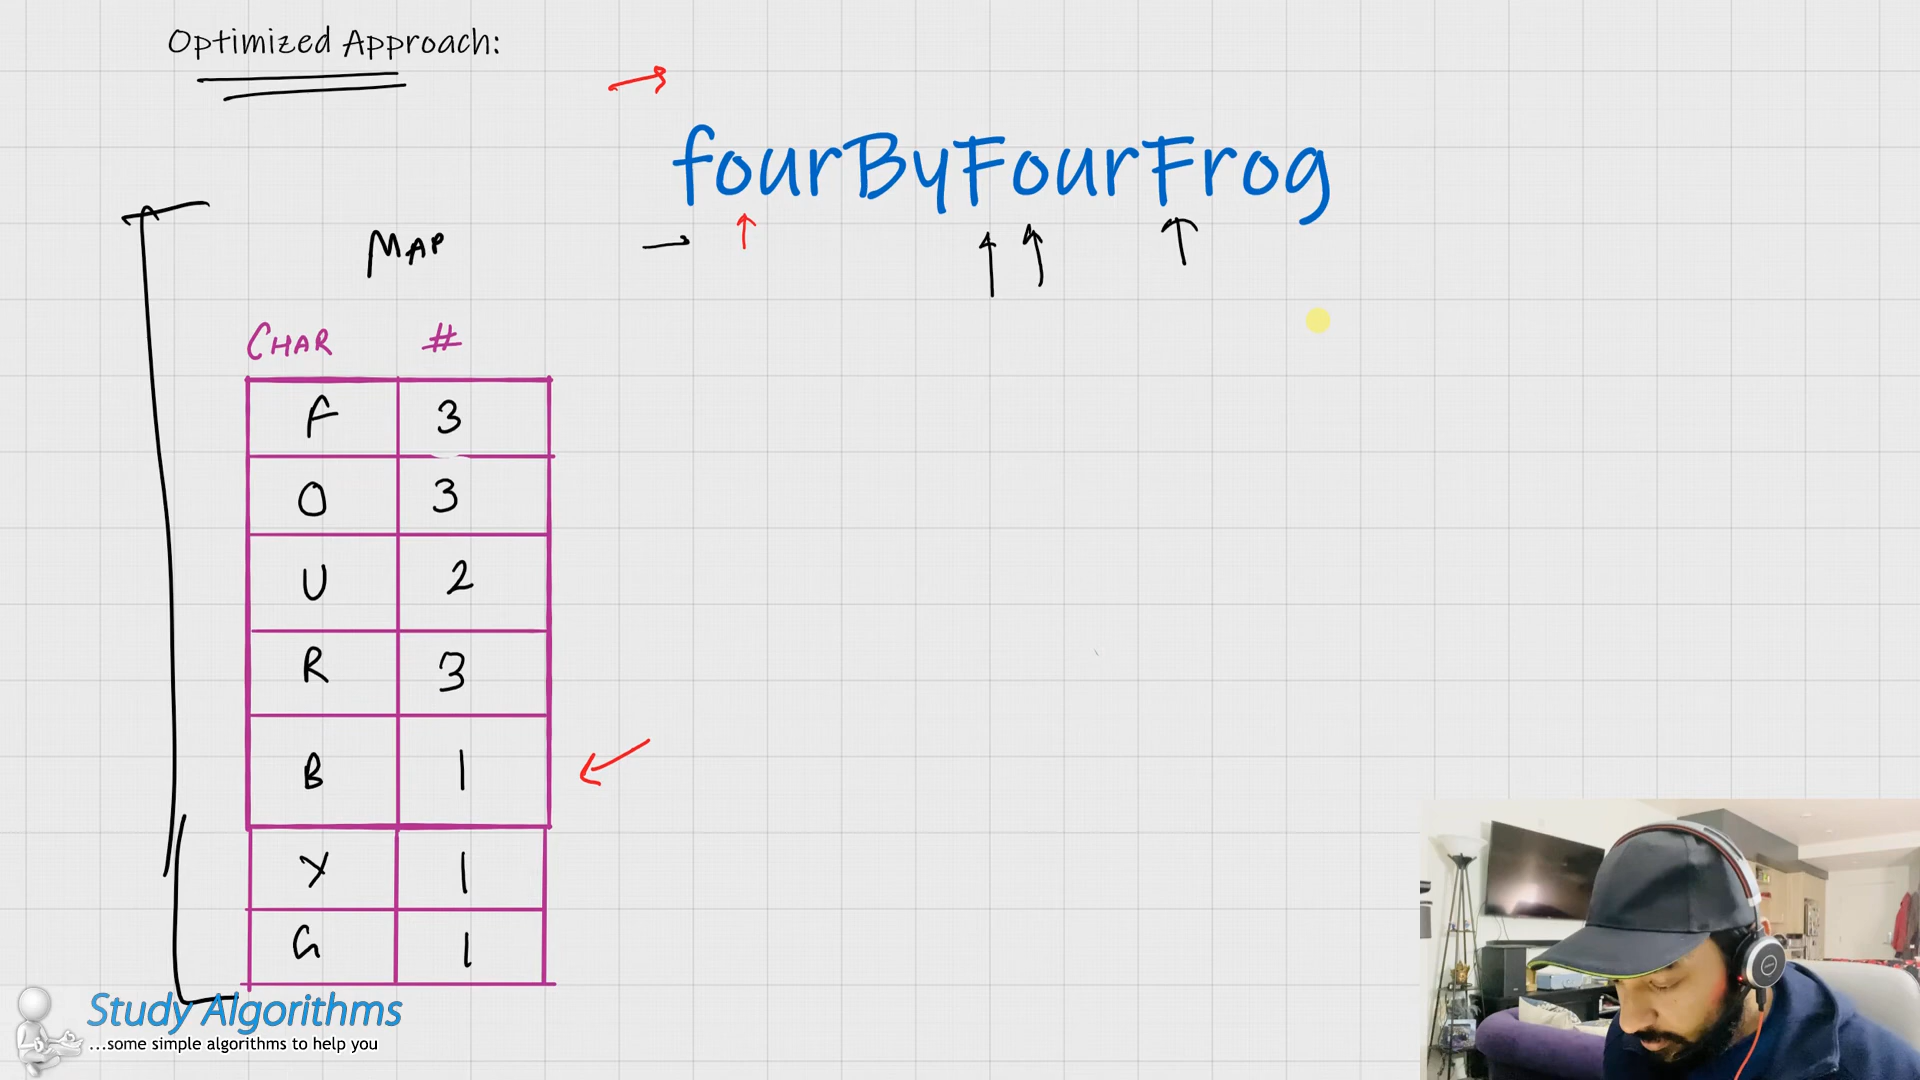 Optimized Approach:
fourByFourFrog
MAP
CHAR #
F 3
O 3
U 2
R 3
B 1
Y 1
G 1
Study Algorithms
...some simple algorithms to help you